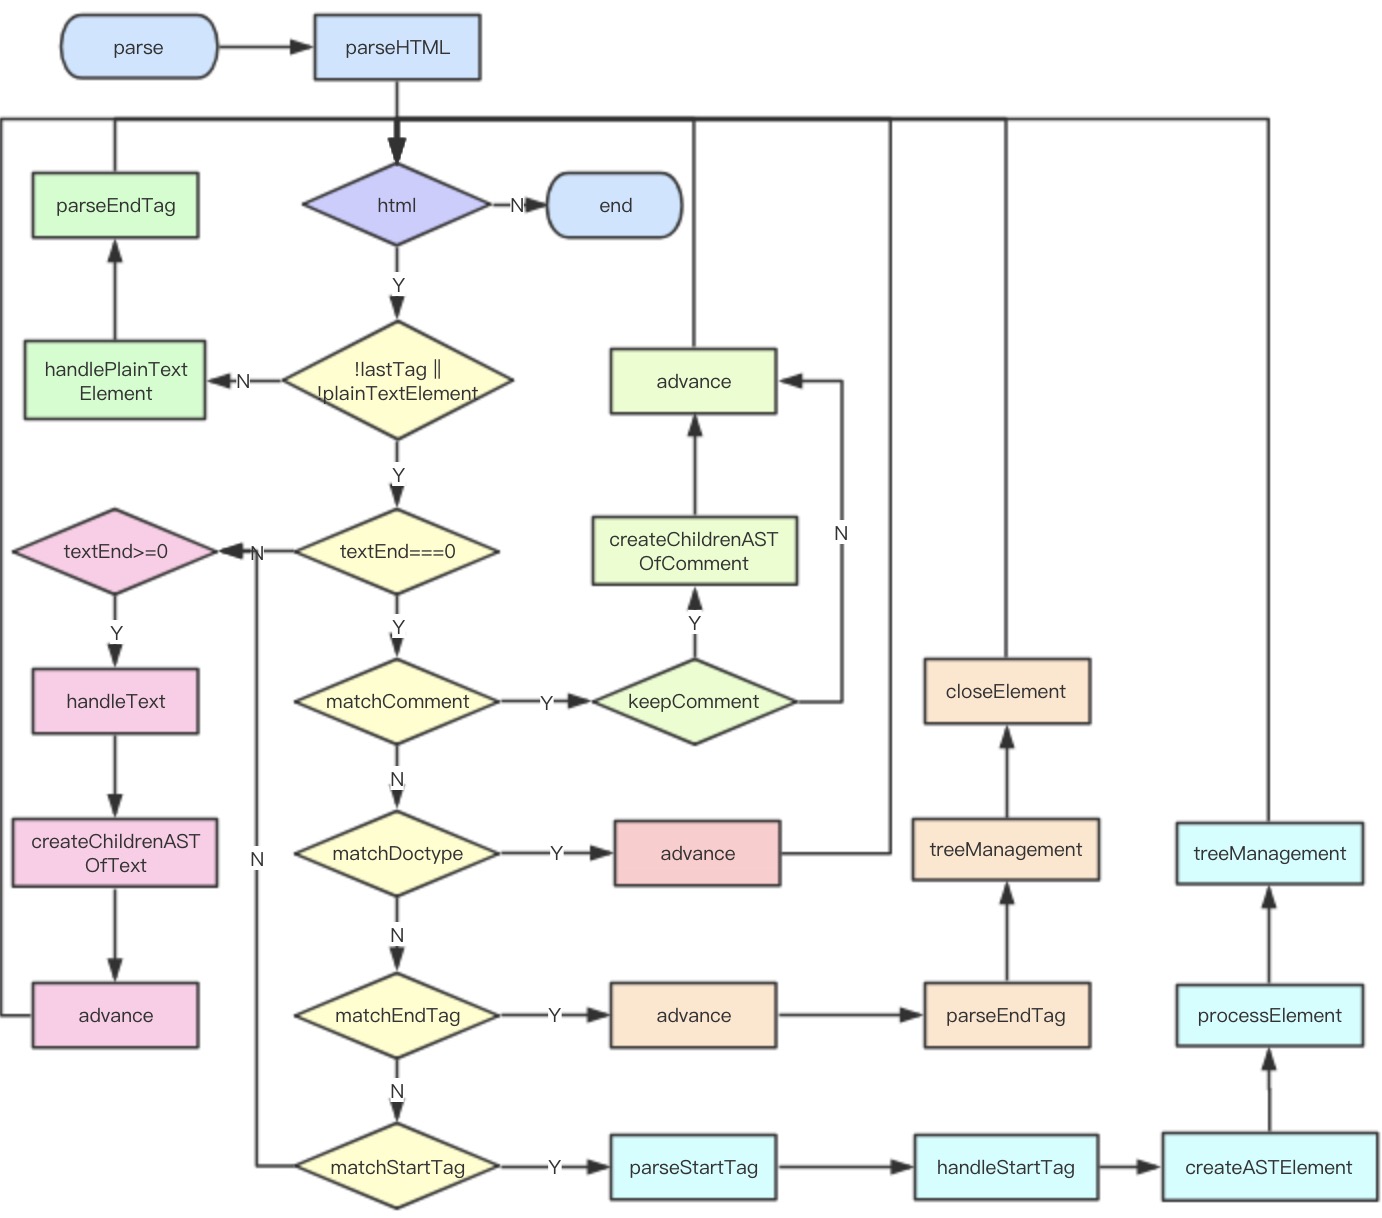 parse
parseHTML
parseEndTag
html
N
end
Y
handlePlainText
Element
N
!lastTag ||
!plainTextElement
advance
Y
textEnd>=0
N
textEnd===0
createChildrenAST
OfComment
N
Y
Y
Y
handleText
matchComment
Y
keepComment
closeElement
N
createChildrenAST
OfText
N
matchDoctype
Y
advance
treeManagement
treeManagement
N
advance
matchEndTag
Y
advance
parseEndTag
processElement
N
matchStartTag
Y
parseStartTag
handleStartTag
createASTElement